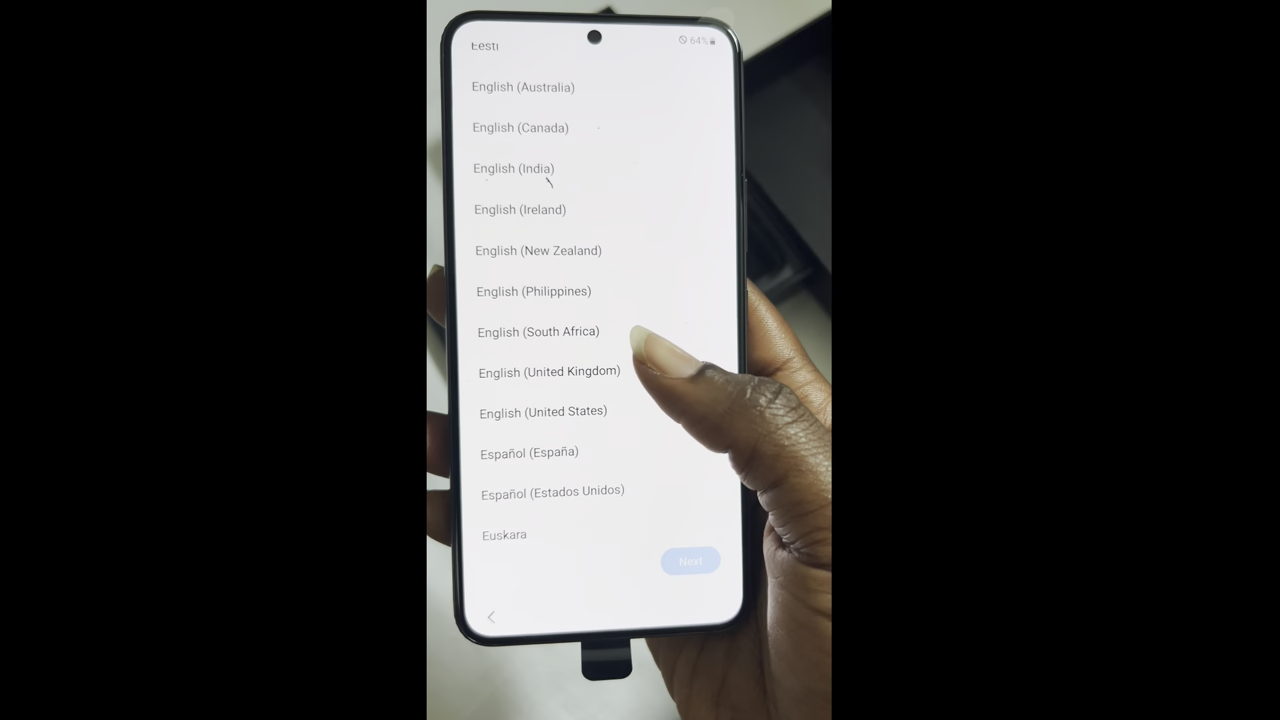 Eesti
64%
English (Australia)
English (Canada)
English (India)
English (Ireland)
English (New Zealand)
English (Philippines)
English (South Africa)
English (United Kingdom)
English (United States)
Español (España)
Español (Estados Unidos)
Euskara
Next